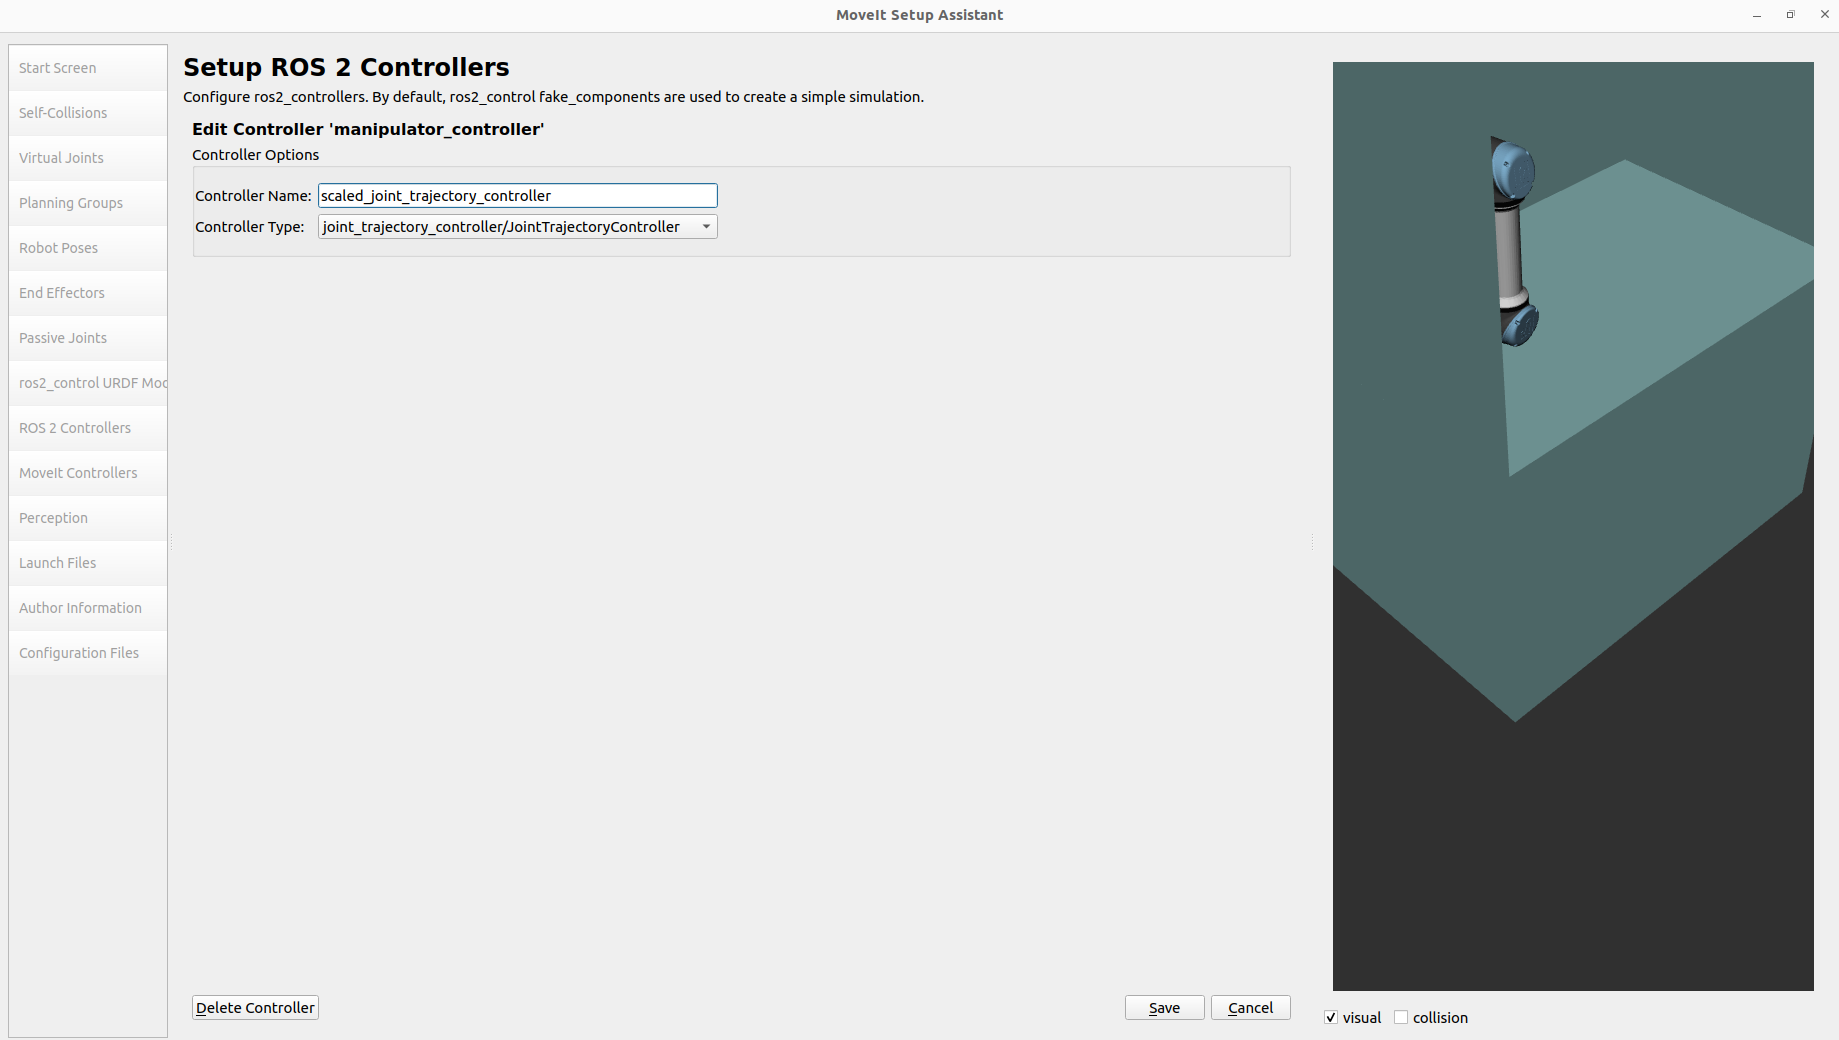 MoveIt Setup Assistant
Start Screen
Self-Collisions
Virtual Joints
Planning Groups
Robot Poses
End Effectors
Passive Joints
ros2_control URDF Moc
ROS 2 Controllers
MoveIt Controllers
Perception
Launch Files
Author Information
Configuration Files
Setup ROS 2 Controllers
Configure ros2_controllers. By default, ros2_control fake_components are used to create a simple simulation.
Edit Controller 'manipulator_controller'
Controller Options
Controller Name: scaled_joint_trajectory_controller
Controller Type: joint_trajectory_controller/JointTrajectoryController
Delete Controller
Save
Cancel
visual
collision